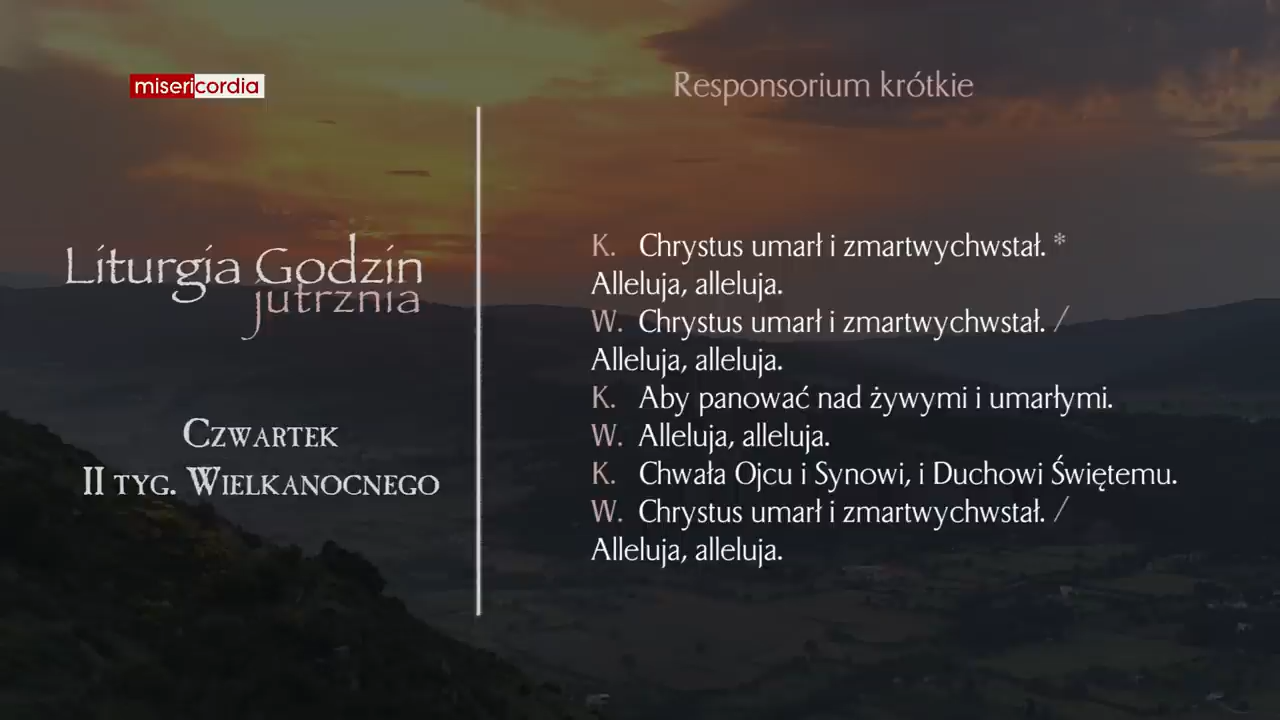 misericordia
Responsorium krótkie
Liturgia Godzin
jutrznia
Czwartek
II tyg. Wielkanocnego
K. Chrystus umarł i zmartwychwstał. *
Alleluja, alleluja.
W. Chrystus umarł i zmartwychwstał. /
Alleluja, alleluja.
K. Aby panować nad żywymi i umarłymi.
W. Alleluja, alleluja.
K. Chwała Ojcu i Synowi, i Duchowi Świętemu.
W. Chrystus umarł i zmartwychwstał. /
Alleluja, alleluja.